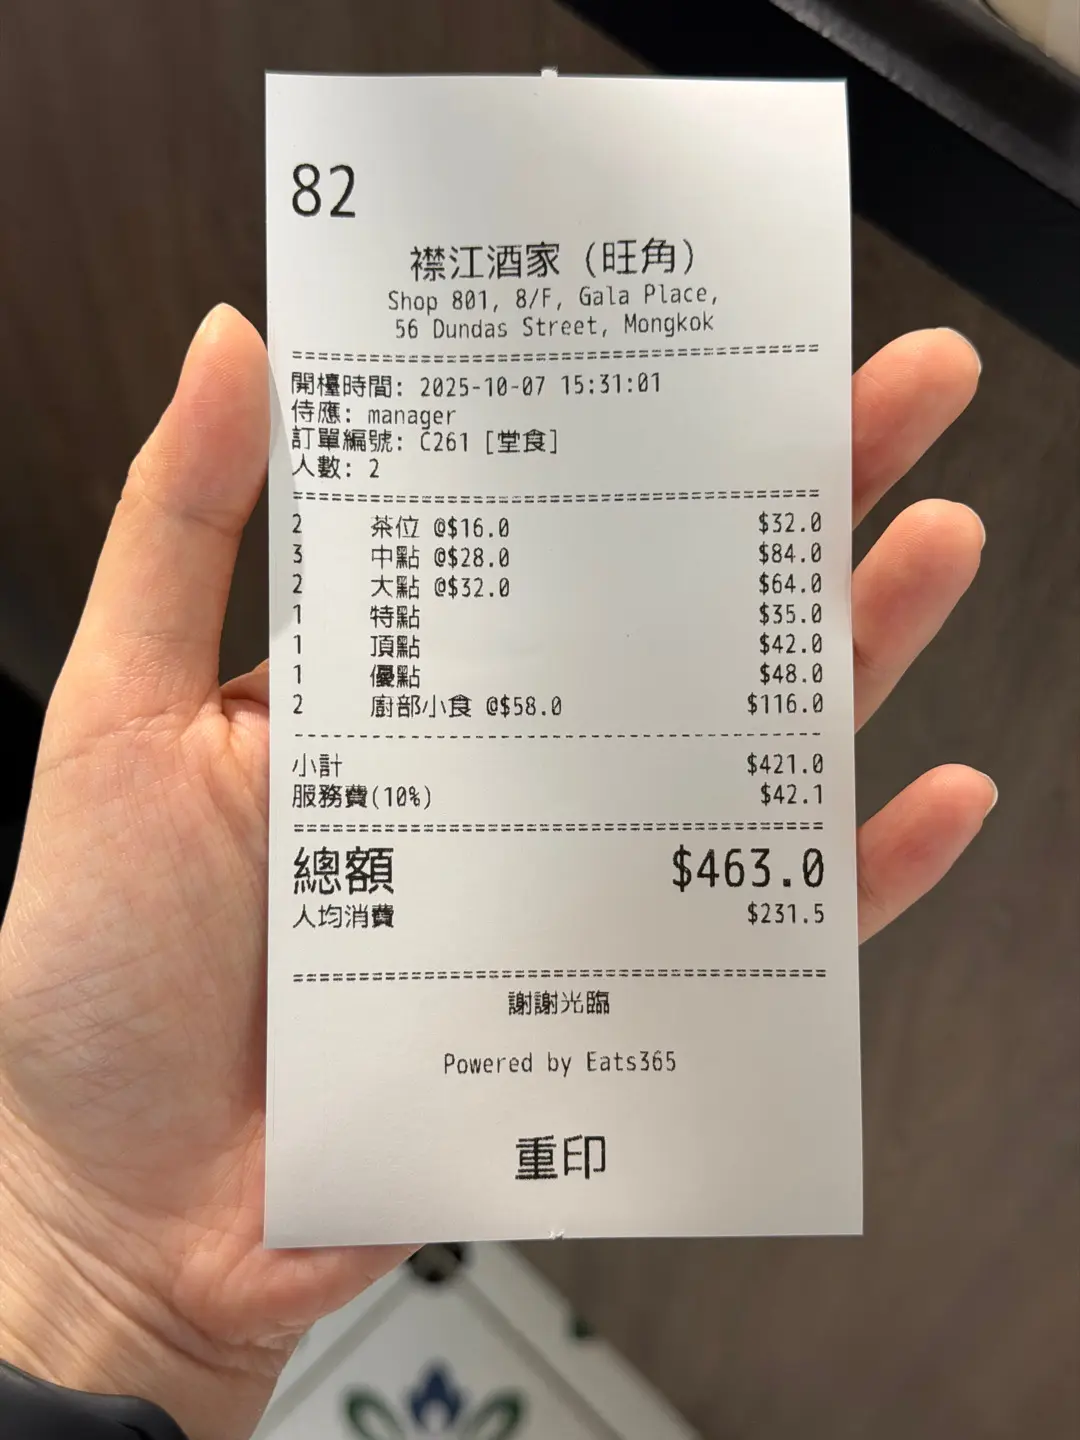 82
襟江酒家 (旺角)
Shop 801, 8/F, Gala Place,
56 Dundas Street, Mongkok
==========================================
開檯時間: 2025-10-07 15:31:01
侍應: manager
訂單編號: C261 [堂食]
人數: 2
==========================================
2 茶位 @$16.0 $32.0
3 中點 @$28.0 $84.0
2 大點 @$32.0 $64.0
1 特點 $35.0
1 頂點 $42.0
1 優點 $48.0
2 廚部小食 @$58.0 $116.0
------------------------------------------
小計 $421.0
服務費(10%) $42.1
==========================================
總額 $463.0
人均消費 $231.5
==========================================
謝謝光臨
Powered by Eats365
重印